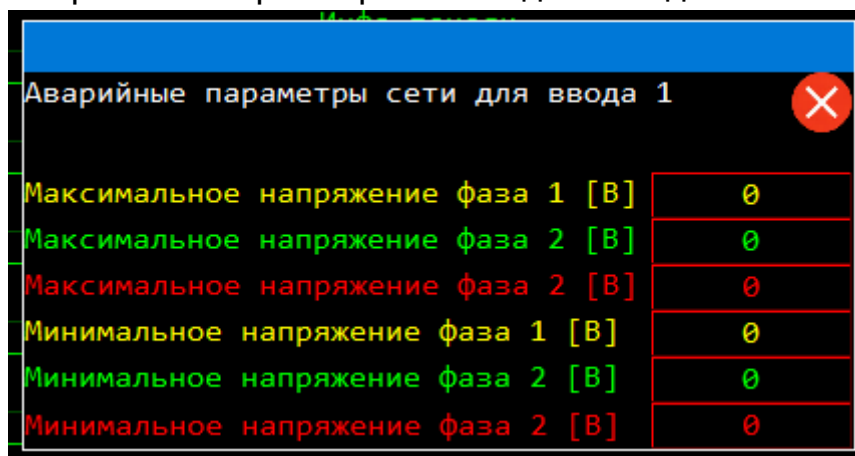 Аварийные параметры сети для ввода 1
Максимальное напряжение фаза 1 [В] 0
Максимальное напряжение фаза 2 [В] 0
Максимальное напряжение фаза 2 [В] 0
Минимальное напряжение фаза 1 [В] 0
Минимальное напряжение фаза 2 [В] 0
Минимальное напряжение фаза 2 [В] 0